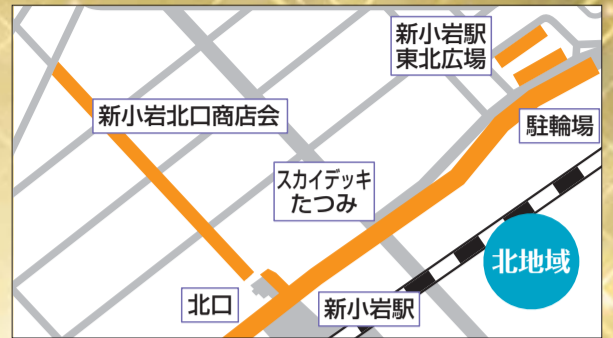 新小岩駅
東北広場
新小岩北口商店会
駐輪場
スカイデッキ
たつみ
北地域
北口
新小岩駅